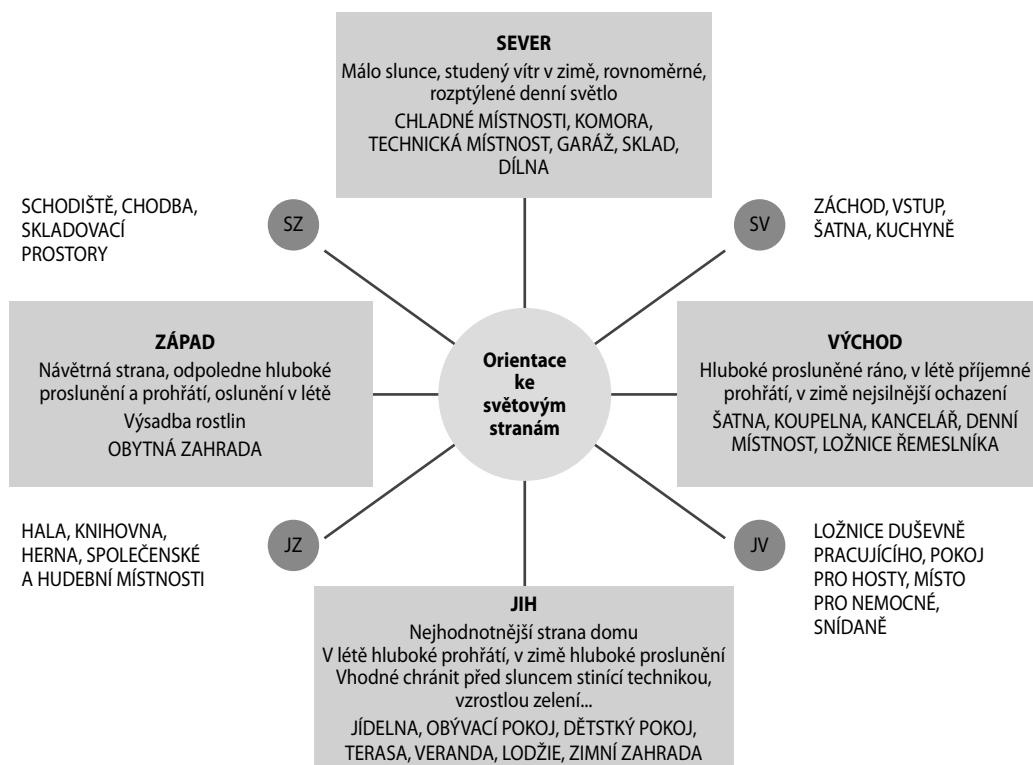 SEVER
Málo slunce, studený vítr v zimě, rovnoměrné,
rozptýlené denní světlo
CHLADNÉ MÍSTNOSTI, KOMORA,
TECHNICKÁ MÍSTNOST, GARÁŽ, SKLAD,
DÍLNA
SCHODIŠTĚ, CHODBA,
SKLADOVACÍ
PROSTORY
SZ
SV
ZÁCHOD, VSTUP,
ŠATNA, KUCHYNĚ
ZÁPAD
Návětrná strana, odpoledne hluboké
proslunění a prohřátí, oslunění v létě
Výsadba rostlin
OBYTNÁ ZAHRADA
Orientace
ke
světovým
stranám
VÝCHOD
Hluboké prosluněné ráno, v létě příjemné
prohřátí, v zimě nejsilnější ochazení
ŠATNA, KOUPELNA, KANCELÁŘ, DENNÍ
MÍSTNOST, LOŽNICE ŘEMESLNÍKA
HALA, KNIHOVNA,
HERNA, SPOLEČENSKÉ
A HUDEBNÍ MÍSTNOSTI
JZ
JV
LOŽNICE DUŠEVNĚ
PRACUJÍCÍHO, POKOJ
PRO HOSTY, MÍSTO
PRO NEMOCNÉ,
SNÍDANĚ
JIH
Nejhodnotnější strana domu
V létě hluboké prohřátí, v zimě hluboké proslunění
Vhodné chránit před sluncem stinící technikou,
vzrostlou zelení...
JÍDELNA, OBÝVACÍ POKOJ, DĚTSTKÝ POKOJ,
TERASA, VERANDA, LODŽIE, ZIMNÍ ZAHRADA